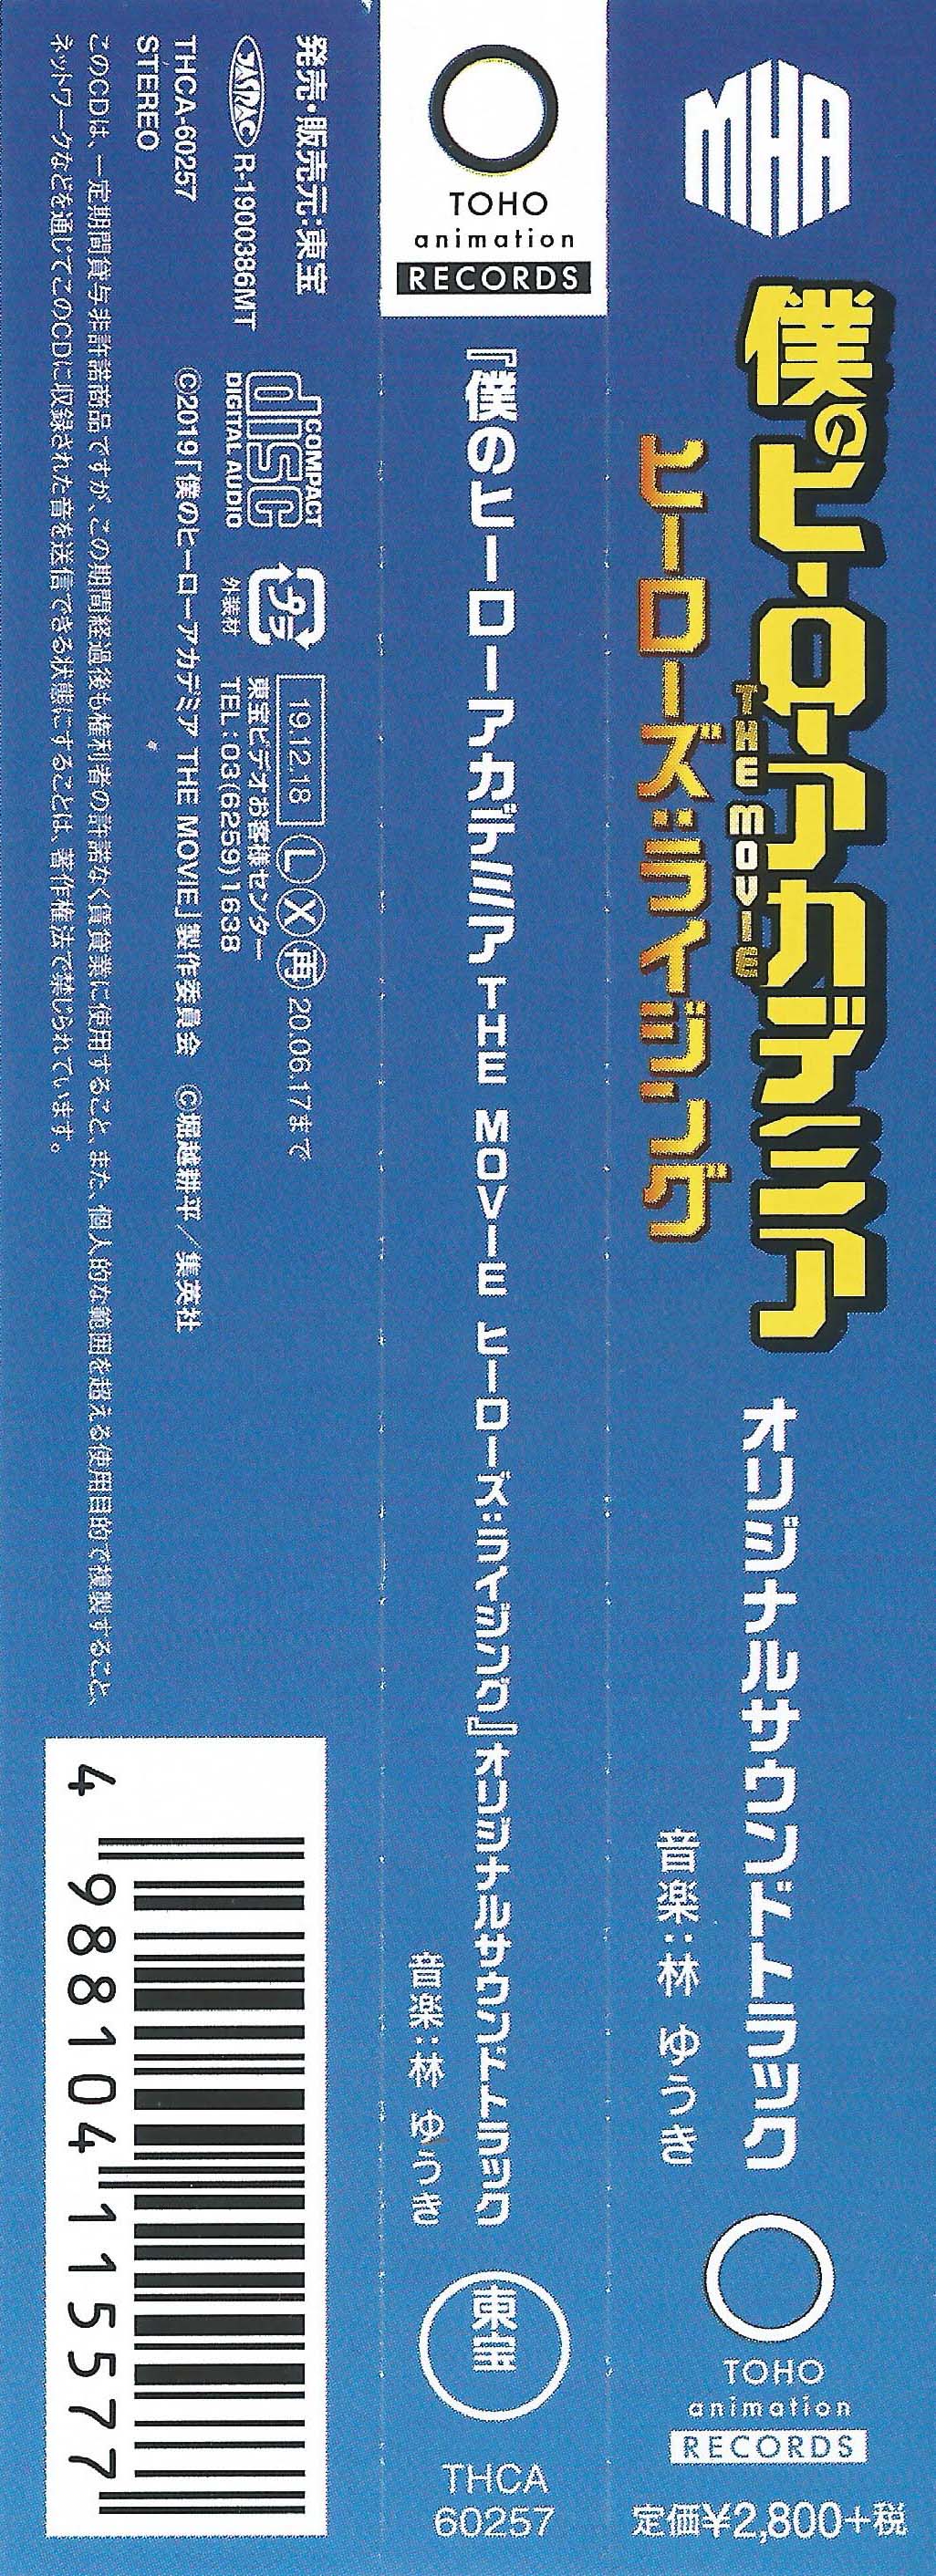 MHA
僕のヒーローアカデミア
THE MOVIE
ヒーローズ:ライジング
オリジナルサウンドトラック
音楽:林 ゆうき
TOHO
animation
RECORDS
定価¥2,800+税
TOHO
animation
RECORDS
『僕のヒーローアカデミア THE MOVIE ヒーローズ:ライジング』オリジナルサウンドトラック
音楽:林 ゆうき
東宝
THCA
60257
発売・販売元:東宝
JASRAC R-1900386MT
THCA-60257
STEREO
COMPACT
disc
DIGITAL AUDIO
プラ
外装材
19.12.18 Ⓛ Ⓧ ㊞再 20.06.17まで
東宝ビデオお客様センター
TEL:03(6259)1638
©2019「僕のヒーローアカデミア THE MOVIE」製作委員会 ©堀越耕平/集英社
このCDは、一定期間貸与非許諾商品ですが、この期間経過後も権利者の許諾なく賃貸業に使用すること、また、個人的な範囲を超える使用目的で複製すること、
ネットワークなどを通じてこのCDに収録された音を送信できる状態にすることは、著作権法で禁じられています。
4 988104 115577